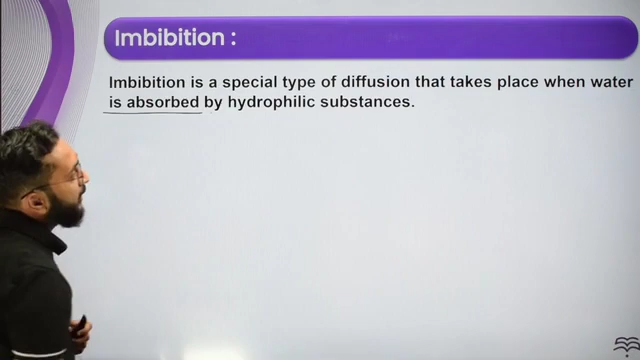 Imbibition :
Imbibition is a special type of diffusion that takes place when water
is absorbed by hydrophilic substances.